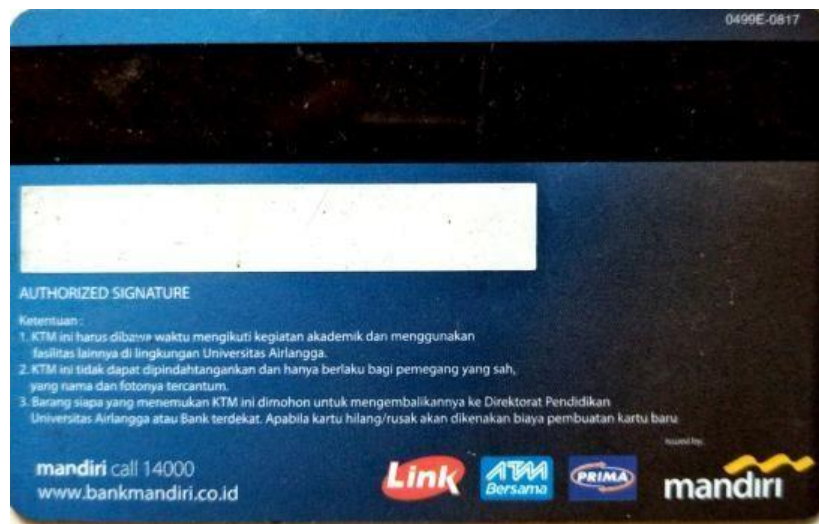 0499E-0817
AUTHORIZED SIGNATURE
Ketentuan :
1. KTM ini harus dibawa waktu mengikuti kegiatan akademik dan menggunakan
fasilitas lainnya di lingkungan Universitas Airlangga.
2. KTM ini tidak dapat dipindahtangankan dan hanya berlaku bagi pemegang yang sah,
yang nama dan fotonya tercantum.
3. Barang siapa yang menemukan KTM ini dimohon untuk mengembalikannya ke Direktorat Pendidikan
Universitas Airlangga atau Bank terdekat. Apabila kartu hilang/rusak akan dikenakan biaya pembuatan kartu baru
Issued by:
mandiri call 14000
www.bankmandiri.co.id
Link
ATM
Bersama
PRIMA
mandiri